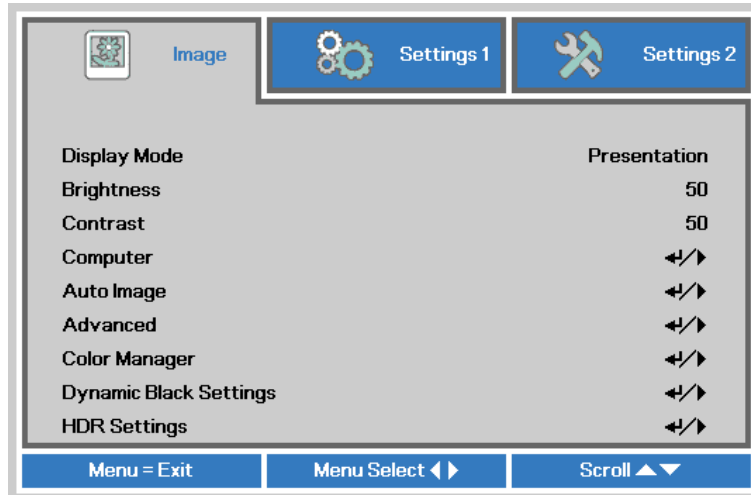 Image Settings 1 Settings 2
Display Mode Presentation
Brightness 50
Contrast 50
Computer
Auto Image
Advanced
Color Manager
Dynamic Black Settings
HDR Settings
Menu = Exit Menu Select Scroll